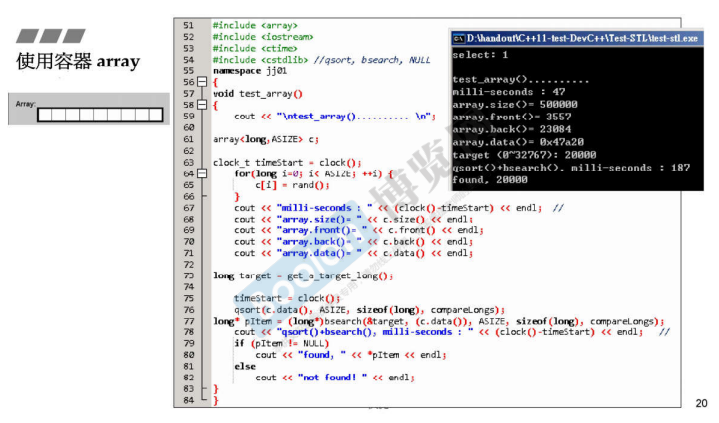 使用容器 array
Array:
51 #include <array>
52 #include <iostream>
53 #include <ctime>
54 #include <cstdlib> //qsort, bsearch, NULL
55 namespace jj01
56 {
57 void test_array()
58 {
59 cout << "\ntest_array().......... \n";
60
61 array<long,ASIZE> c;
62
63 clock_t timeStart = clock();
64 for(long i=0; i< ASIZE; ++i) {
65 c[i] = rand();
66 }
67 cout << "milli-seconds : " << (clock()-timeStart) << endl; //
68 cout << "array.size()= " << c.size() << endl;
69 cout << "array.front()= " << c.front() << endl;
70 cout << "array.back()= " << c.back() << endl;
71 cout << "array.data()= " << c.data() << endl;
72
73 long target = get_a_target_long();
74
75 timeStart = clock();
76 qsort(c.data(), ASIZE, sizeof(long), compareLongs);
77 long* pItem = (long*)bsearch(&target, (c.data()), ASIZE, sizeof(long), compareLongs);
78 cout << "qsort()+bsearch(), milli-seconds : " << (clock()-timeStart) << endl; //
79 if (pItem != NULL)
80 cout << "found, " << *pItem << endl;
81 else
82 cout << "not found! " << endl;
83 }
84 }
D:\handout\C++11-test-DevC++\Test-STL\test-stl.exe
select: 1
test_array()..........
milli-seconds : 47
array.size()= 500000
array.front()= 3557
array.back()= 23084
array.data()= 0x47a20
target (0~32767): 20000
qsort()+bsearch(), milli-seconds : 187
found, 20000
20